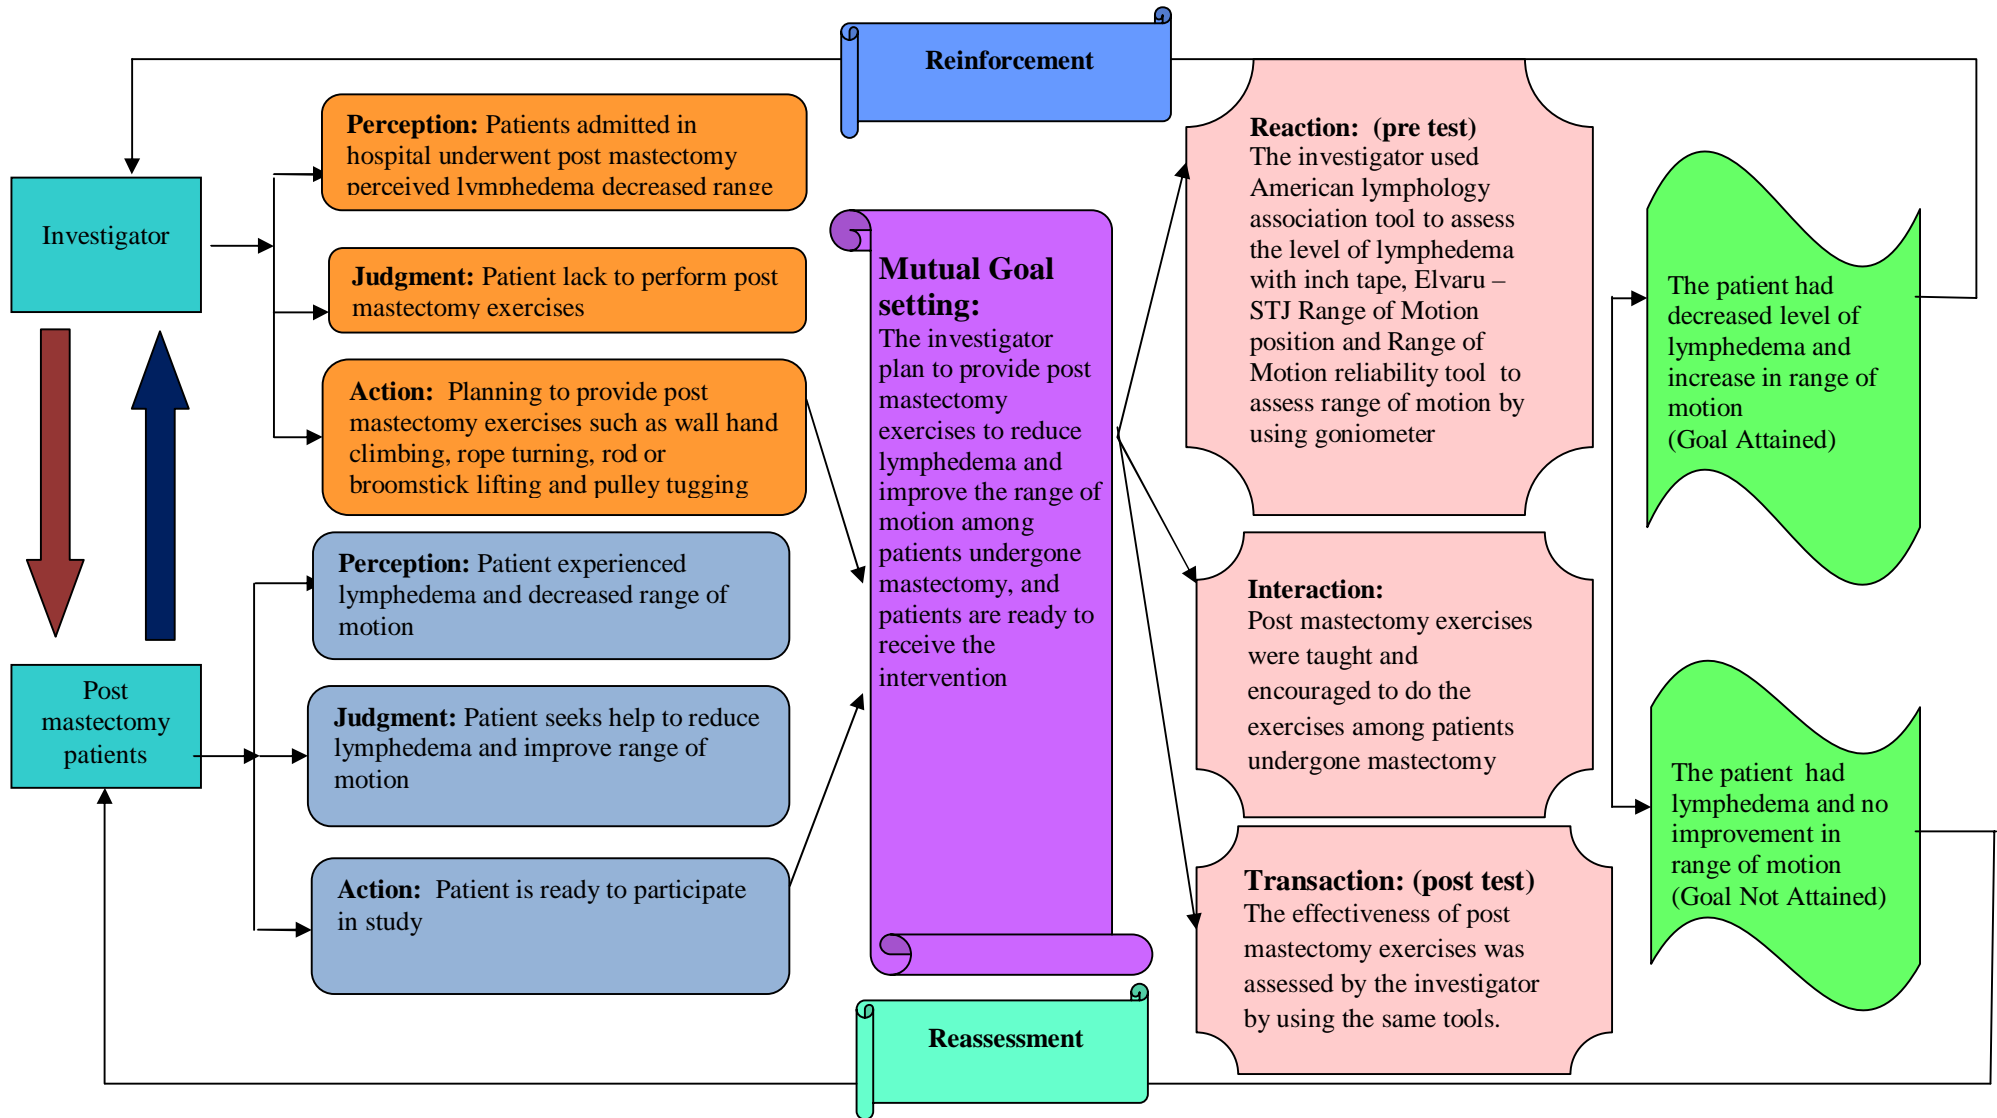 Reinforcement
Investigator
Perception: Patients admitted in
hospital underwent post mastectomy
perceived lymphedema decreased range
Judgment: Patient lack to perform post
mastectomy exercises
Action:  Planning to provide post
mastectomy exercises such as wall hand
climbing, rope turning, rod or
broomstick lifting and pulley tugging
Post
mastectomy
patients
Perception: Patient experienced
lymphedema and decreased range of
motion
Judgment: Patient seeks help to reduce
lymphedema and improve range of
motion
Action:  Patient is ready to participate
in study
Mutual Goal
setting:
The investigator
plan to provide post
mastectomy
exercises to reduce
lymphedema and
improve the range of
motion among
patients undergone
mastectomy, and
patients are ready to
receive the
intervention
Reaction:  (pre test)
The investigator used
American lymphology
association tool to assess
the level of lymphedema
with inch tape, Elvaru –
STJ Range of Motion
position and Range of
Motion reliability tool  to
assess range of motion by
using goniometer
Interaction:
Post mastectomy exercises
were taught and
encouraged to do the
exercises among patients
undergone mastectomy
Transaction: (post test)
The effectiveness of post
mastectomy exercises was
assessed by the investigator
by using the same tools.
The patient had
decreased level of
lymphedema and
increase in range of
motion
(Goal Attained)
The patient  had
lymphedema and no
improvement in
range of motion
(Goal Not Attained)
Reassessment